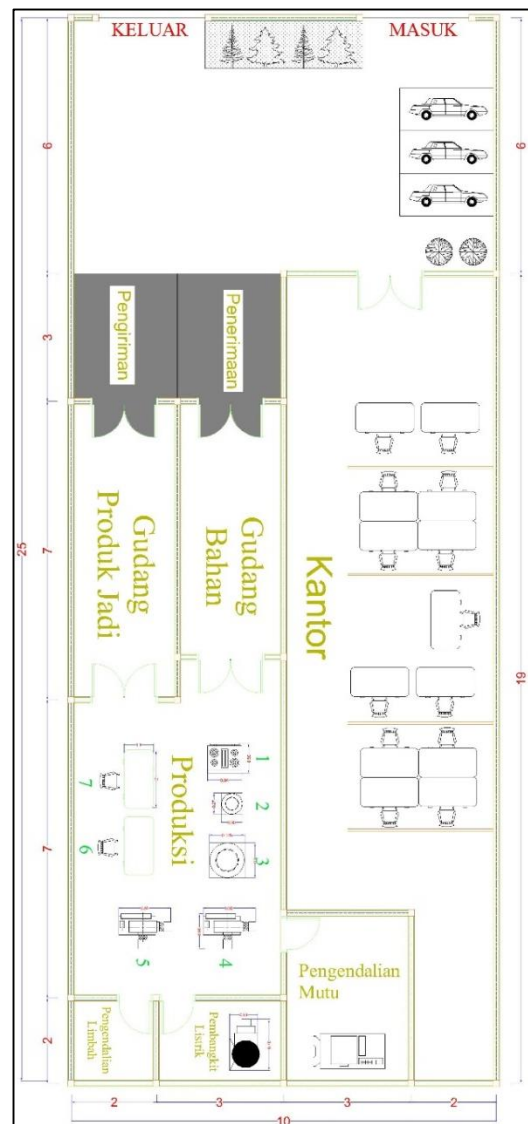 KELUAR
MASUK
6
6
Pengiriman
Penerimaan
3
25
7
Gudang
Produk Jadi
Gudang
Bahan
Kantor
19
Produksi
1
2
3
4
5
6
7
7
Pengendalian
Mutu
Pengendalian
Limbah
Pembangkit
Listrik
2
2
3
3
2
10